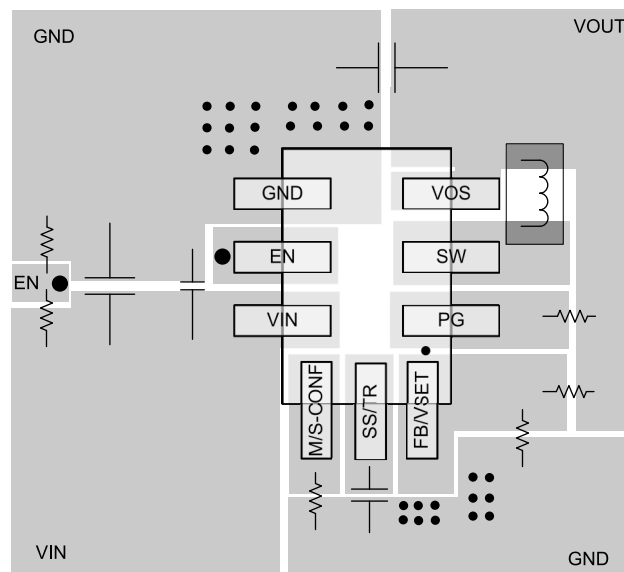 GND
VOUT
GND
VOS
EN
SW
EN
VIN
PG
M/S-CONF
SS/TR
FB/VSET
VIN
GND